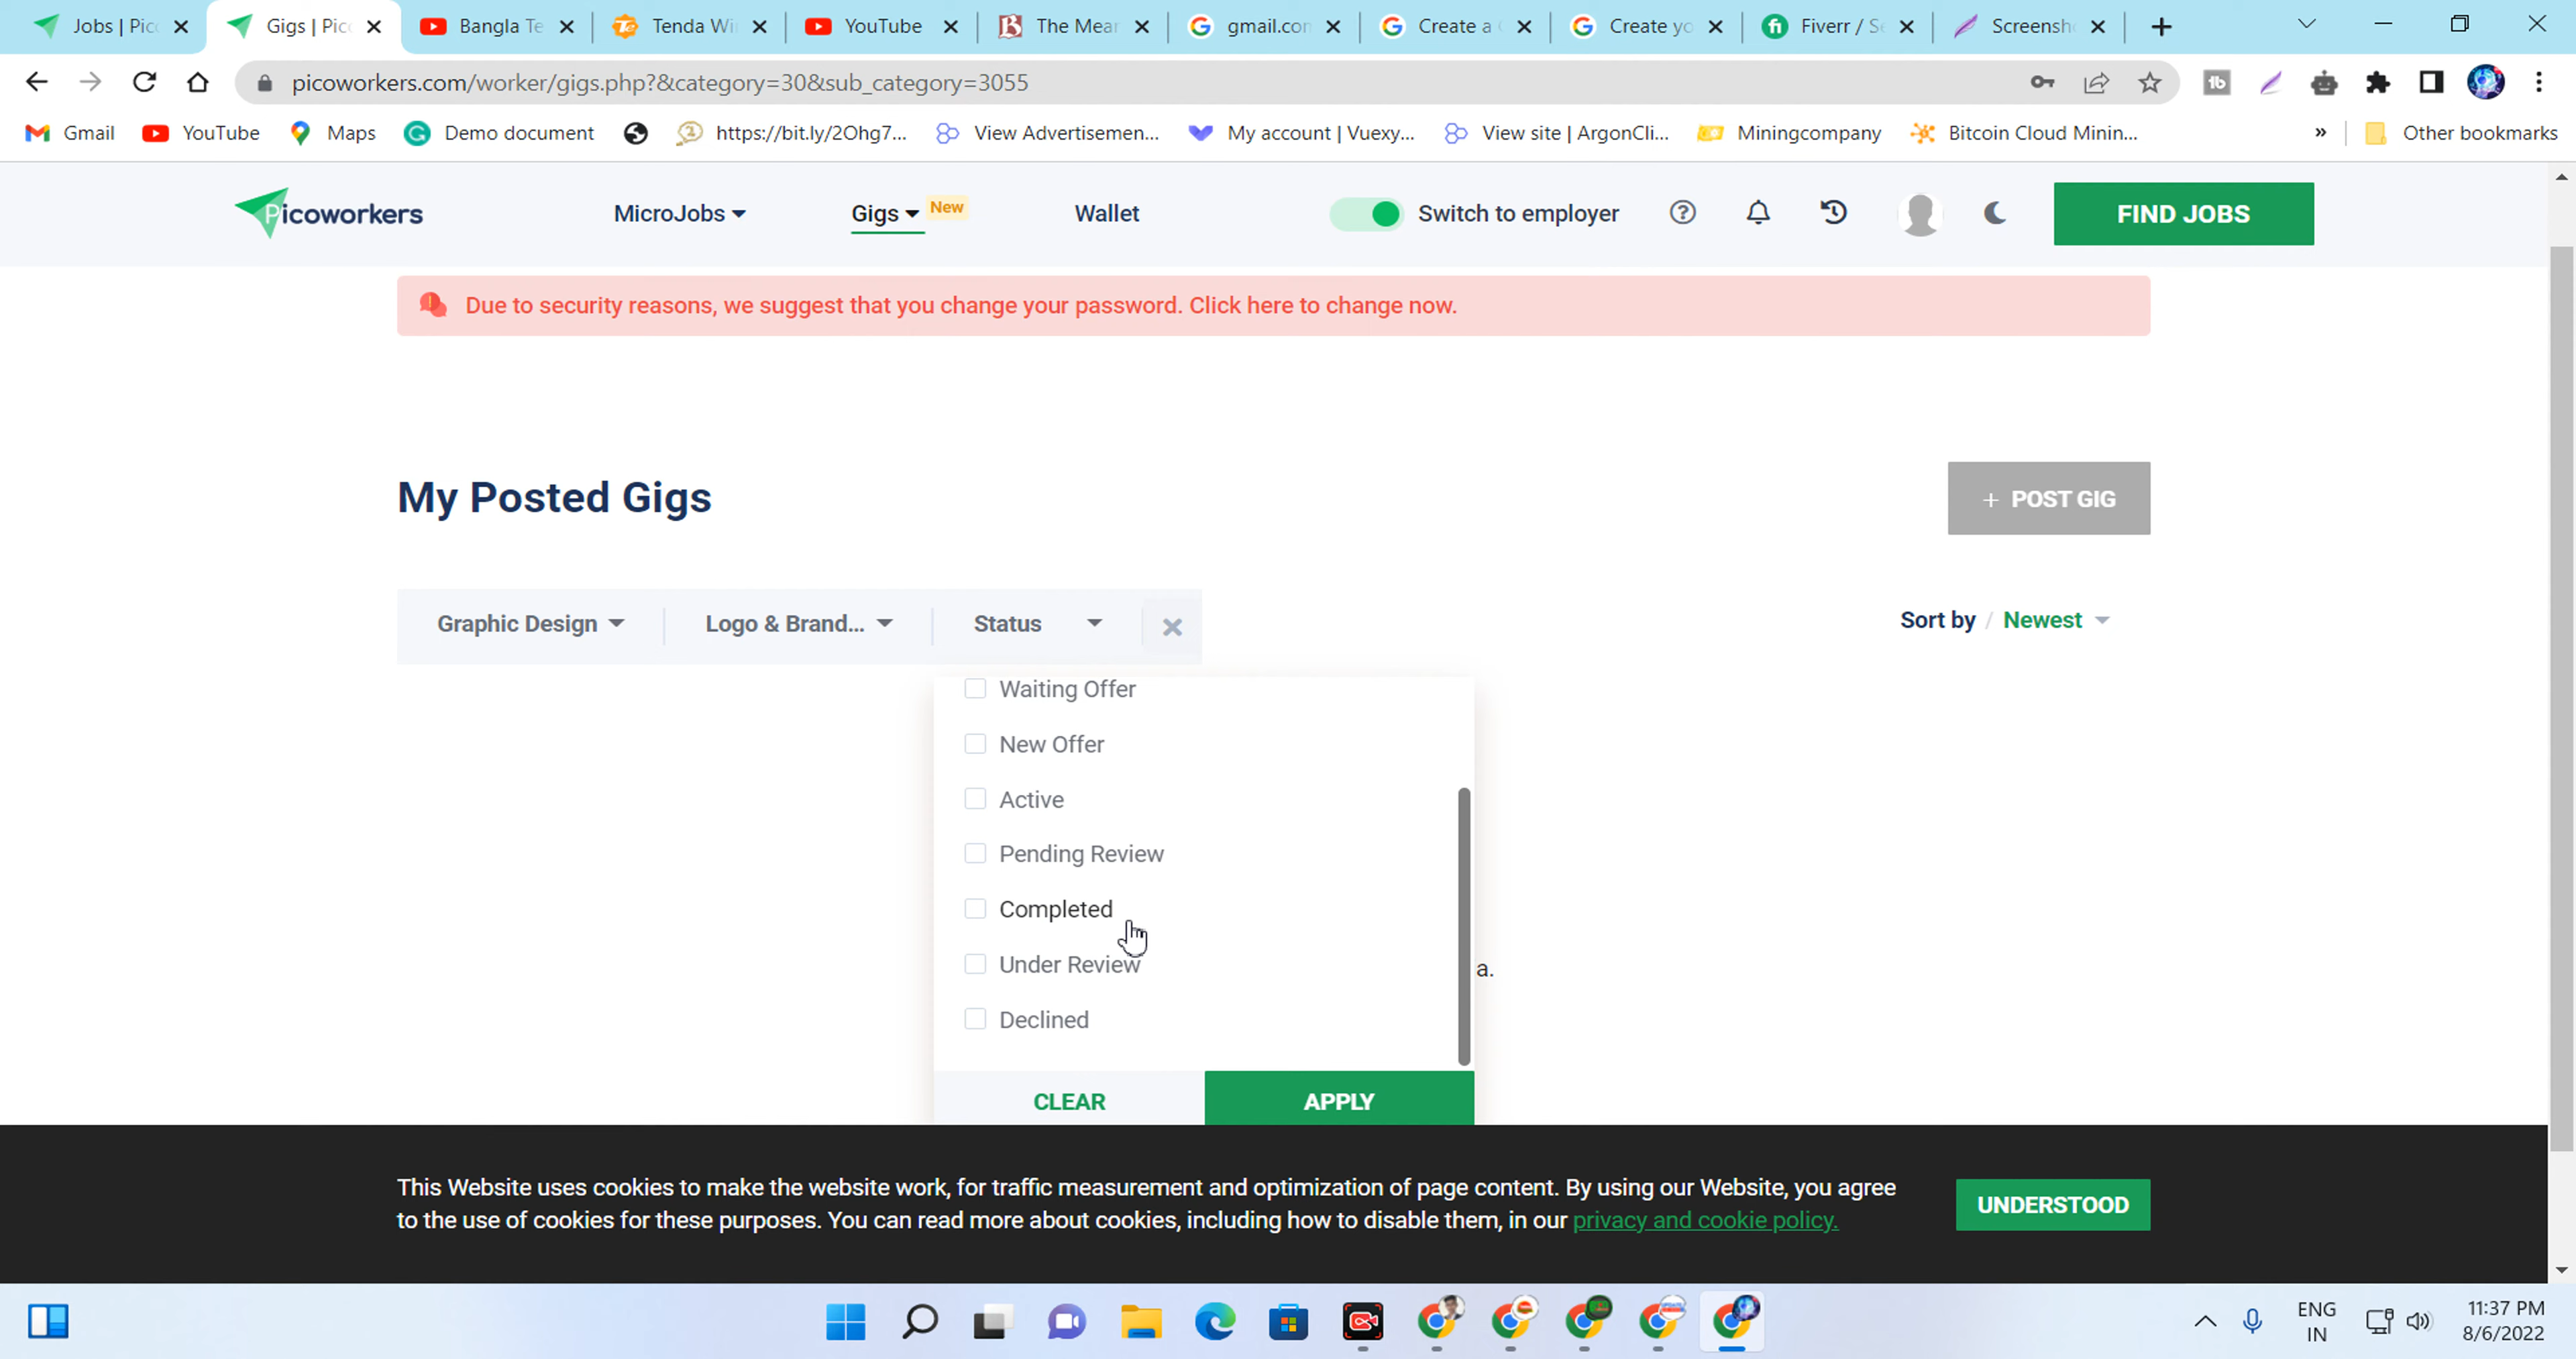 Jobs | Pic
Gigs | Pic
Bangla Te
Tenda Wi
YouTube
The Mear
gmail.con
Create a
Create yo
Fiverr / Se
Screensh
picoworkers.com/worker/gigs.php?&category=30&sub_category=3055
Gmail
YouTube
Maps
Demo document
https://bit.ly/2Ohg7...
View Advertisemen...
My account | Vuexy...
View site | ArgonCli...
Miningcompany
Bitcoin Cloud Minin...
»
Other bookmarks
Picoworkers
MicroJobs
Gigs
New
Wallet
Switch to employer
FIND JOBS
Due to security reasons, we suggest that you change your password. Click here to change now.
My Posted Gigs
+ POST GIG
Graphic Design
Logo & Brand...
Status
Sort by / Newest
Waiting Offer
New Offer
Active
Pending Review
Completed
Under Review
a.
Declined
CLEAR
APPLY
This Website uses cookies to make the website work, for traffic measurement and optimization of page content. By using our Website, you agree
to the use of cookies for these purposes. You can read more about cookies, including how to disable them, in our privacy and cookie policy.
UNDERSTOOD
ENG
IN
11:37 PM
8/6/2022